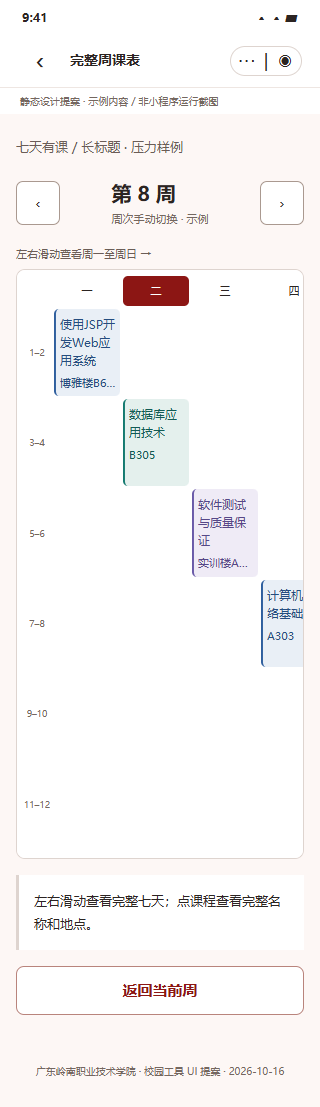 9:41
完整周课表
静态设计提案 · 示例内容 / 非小程序运行截图
七天有课 / 长标题 · 压力样例
第 8 周
周次手动切换 · 示例
左右滑动查看周一至周日 →
一 二 三 四
1–2
使用JSP开
发Web应
用系统
博雅楼B6...
3–4
数据库应
用技术
B305
5–6
软件测试
与质量保
证
实训楼A...
7–8
计算机
络基础
A303
9–10
11–12
左右滑动查看完整七天；点课程查看完整名
称和地点。
返回当前周
广东岭南职业技术学院 · 校园工具 UI 提案 · 2026-10-16